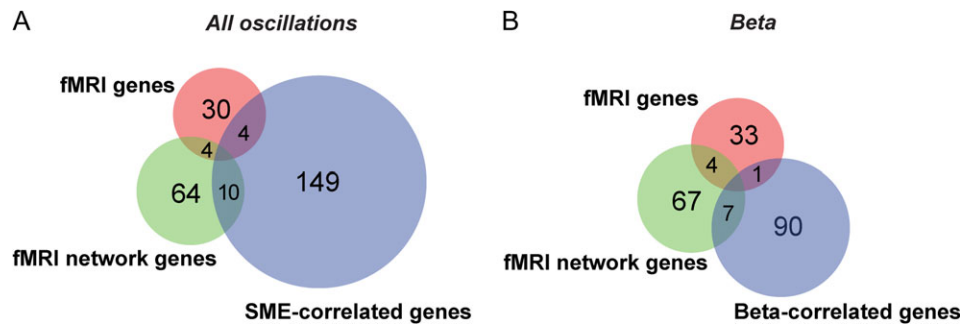 A
All oscillations
fMRI genes
30
4
4
64
10
149
fMRI network genes
SME-correlated genes
B
Beta
fMRI genes
33
4
1
67
7
90
fMRI network genes
Beta-correlated genes